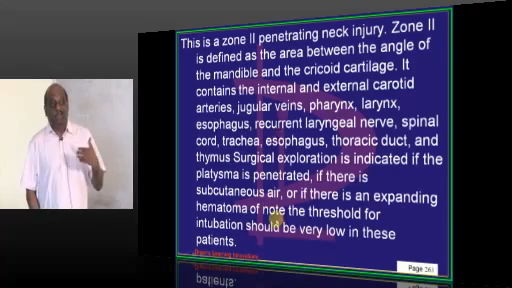 This is a zone II penetrating neck injury. Zone II
is defined as the area between the angle of
the mandible and the cricoid cartilage. It
contains the internal and external carotid
arteries, jugular veins, pharynx, larynx,
esophagus, recurrent laryngeal nerve, spinal
cord, trachea, esophagus, thoracic duct, and
thymus Surgical exploration is indicated if the
platysma is penetrated, if there is
subcutaneous air, or if there is an expanding
hematoma of note the threshold for
intubation should be very low in these
patients.
Page